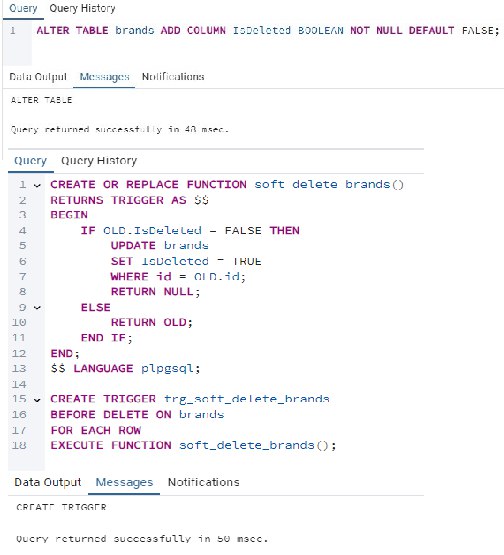 Query Query History
1 ALTER TABLE brands ADD COLUMN IsDeleted BOOLEAN NOT NULL DEFAULT FALSE;
Data Output Messages Notifications
ALTER TABLE
Query returned successfully in 48 msec.
Query Query History
1 CREATE OR REPLACE FUNCTION soft_delete_brands()
2 RETURNS TRIGGER AS $$
3 BEGIN
4 IF OLD.IsDeleted = FALSE THEN
5 UPDATE brands
6 SET IsDeleted = TRUE
7 WHERE id = OLD.id;
8 RETURN NULL;
9 ELSE
10 RETURN OLD;
11 END IF;
12 END;
13 $$ LANGUAGE plpgsql;
14
15 CREATE TRIGGER trg_soft_delete_brands
16 BEFORE DELETE ON brands
17 FOR EACH ROW
18 EXECUTE FUNCTION soft_delete_brands();
Data Output Messages Notifications
CREATE TRIGGER
Query returned successfully in 50 msec.